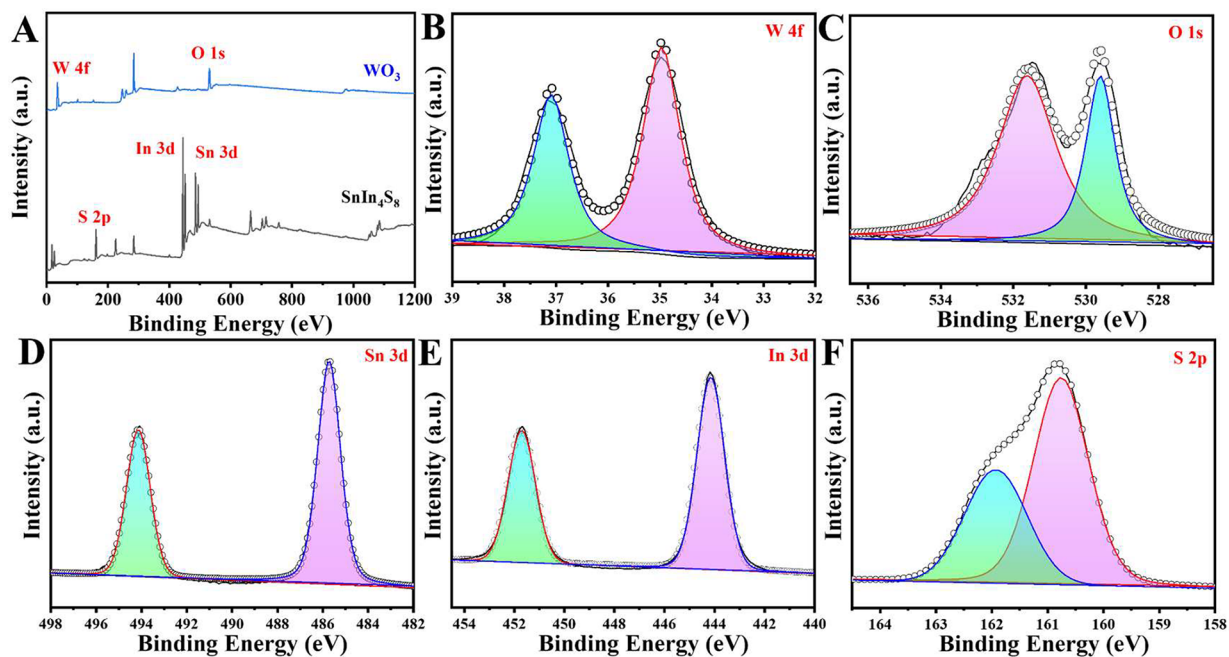 A
W 4f
O 1s
WO3
In 3d
Sn 3d
S 2p
SnIn4S8
Intensity (a.u.)
0 200 400 600 800 1000 1200
Binding Energy (eV)
B
W 4f
Intensity (a.u.)
39 38 37 36 35 34 33 32
Binding Energy (eV)
C
O 1s
Intensity (a.u.)
536 534 532 530 528
Binding Energy (eV)
D
Sn 3d
Intensity (a.u.)
498 496 494 492 490 488 486 484 482
Binding Energy (eV)
E
In 3d
Intensity (a.u.)
454 452 450 448 446 444 442 440
Binding Energy (eV)
F
S 2p
Intensity (a.u.)
164 163 162 161 160 159 158
Binding Energy (eV)